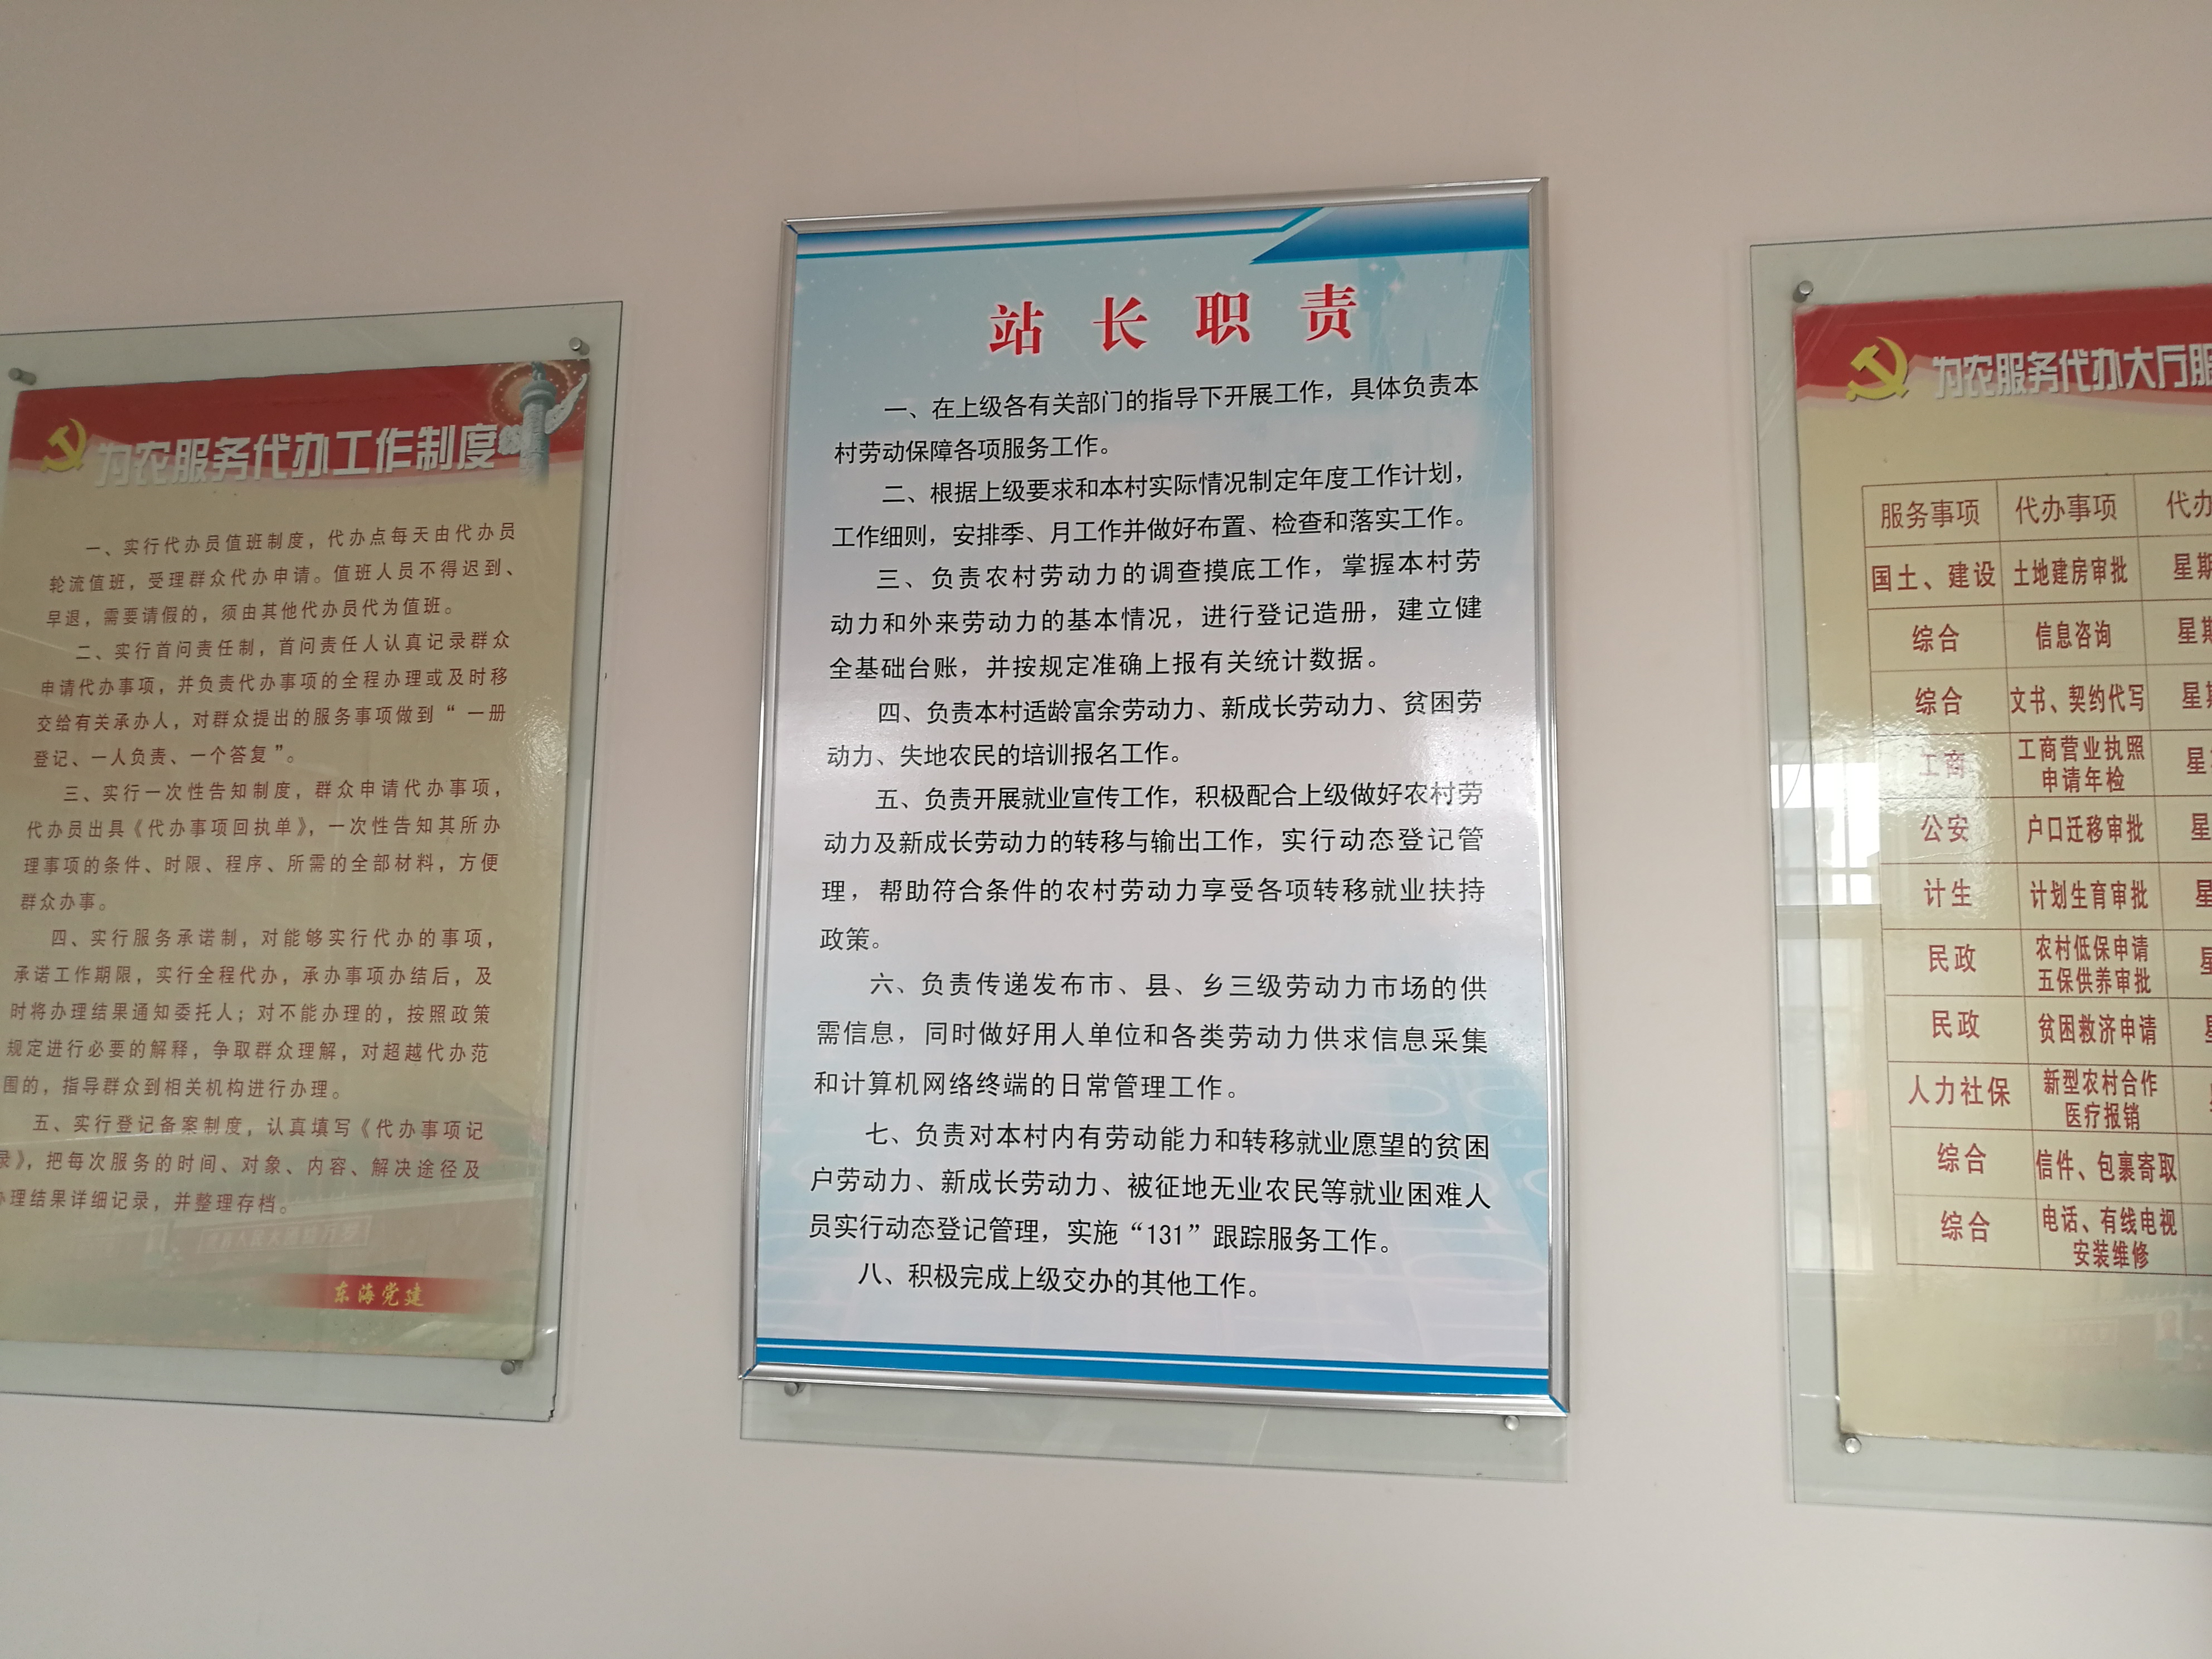 为农服务代办工作制度
一、实行代办员值班制度，代办点每天由代办员
轮流值班，受理群众代办申请。值班人员不得迟到、
早退，需要请假的，须由其他代办员代为值班。
二、实行首问责任制，首问责任人认真记录群众
申请代办事项，并负责代办事项的全程办理或及时移
交给有关承办人，对群众提出的服务事项做到“一册
登记、一人负责、一个答复”。
三、实行一次性告知制度，群众申请代办事项，
代办员出具《代办事项回执单》，一次性告知其所办
理事项的条件、时限、程序、所需的全部材料，方便
群众办事。
四、实行服务承诺制，对能够实行代办的事项，
承诺工作期限，实行全程代办，承办事项办结后，及
时将办理结果通知委托人；对不能办理的，按照政策
规定进行必要的解释，争取群众理解，对超越代办范
围的，指导群众到相关机构进行办理。
五、实行登记备案制度，认真填写《代办事项记
录》，把每次服务的时间、对象、内容、解决途径及
办理结果详细记录，并整理存档。
东海党建
站长职责
一、在上级各有关部门的指导下开展工作，具体负责本
村劳动保障各项服务工作。
二、根据上级要求和本村实际情况制定年度工作计划，
工作细则，安排季、月工作并做好布置、检查和落实工作。
三、负责农村劳动力的调查摸底工作，掌握本村劳
动力和外来劳动力的基本情况，进行登记造册，建立健
全基础台账，并按规定准确上报有关统计数据。
四、负责本村适龄富余劳动力、新成长劳动力、贫困劳
动力、失地农民的培训报名工作。
五、负责开展就业宣传工作，积极配合上级做好农村劳
动力及新成长劳动力的转移与输出工作，实行动态登记管
理，帮助符合条件的农村劳动力享受各项转移就业扶持
政策。
六、负责传递发布市、县、乡三级劳动力市场的供
需信息，同时做好用人单位和各类劳动力供求信息采集
和计算机网络终端的日常管理工作。
七、负责对本村内有劳动能力和转移就业愿望的贫困
户劳动力、新成长劳动力、被征地无业农民等就业困难人
员实行动态登记管理，实施“131”跟踪服务工作。
八、积极完成上级交办的其他工作。
为农服务代办大厅服
服务事项 代办事项 代办
国土、建设 土地建房审批 星期
综合 信息咨询 星期
综合 文书、契约代写 星期
工商 工商营业执照 星
申请年检
公安 户口迁移审批 星
计生 计划生育审批 星
民政 农村低保申请 星
五保供养审批
民政 贫困救济申请 星
人力社保 新型农村合作
医疗报销
综合 信件、包裹寄取
综合 电话、有线电视
安装维修